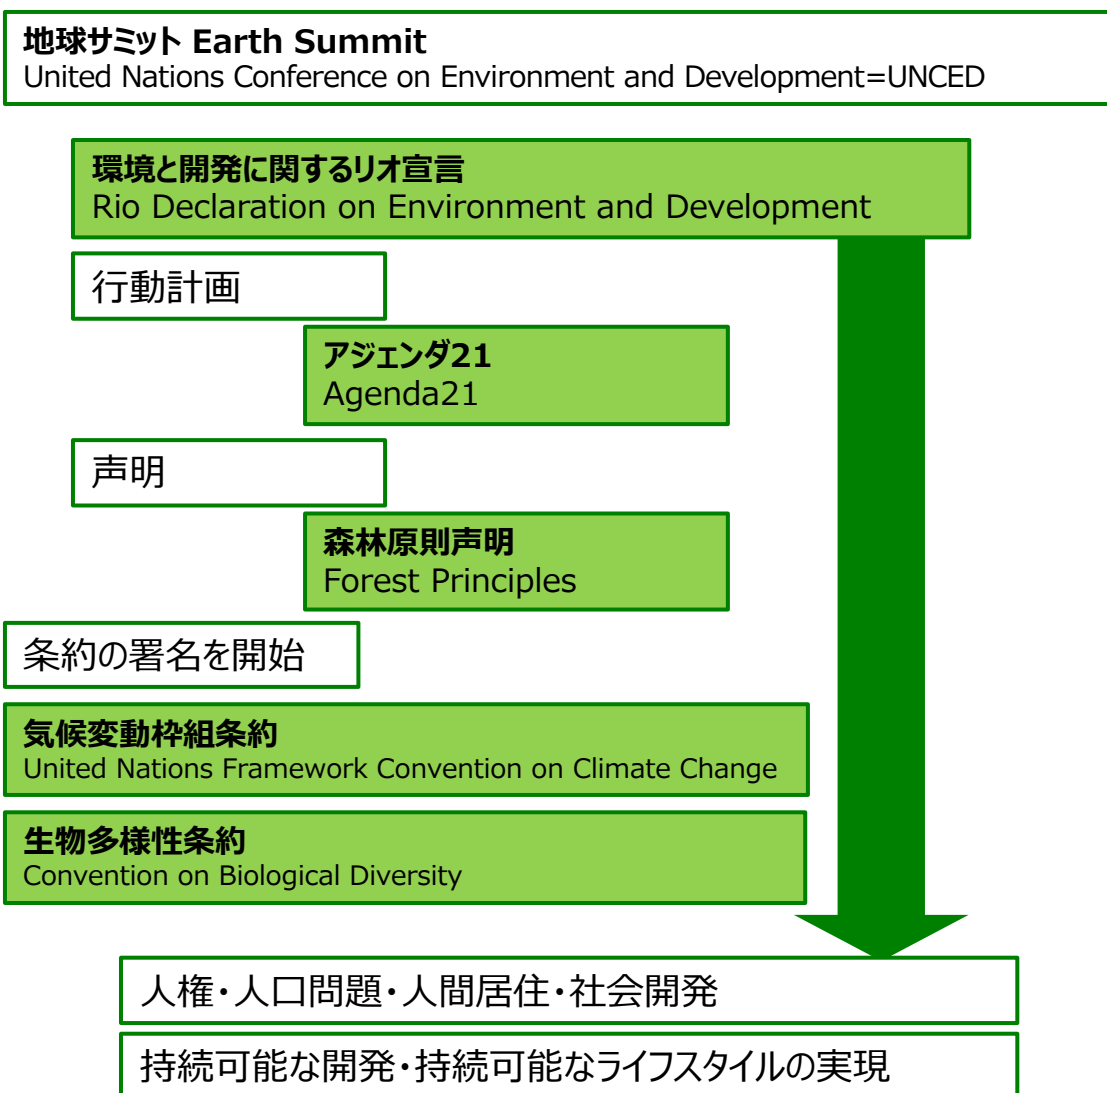 地球サミット Earth Summit
United Nations Conference on Environment and Development=UNCED
環境と開発に関するリオ宣言
Rio Declaration on Environment and Development
行動計画
アジェンダ21
Agenda21
声明
森林原則声明
Forest Principles
条約の署名を開始
気候変動枠組条約
United Nations Framework Convention on Climate Change
生物多様性条約
Convention on Biological Diversity
人権・人口問題・人間居住・社会開発
持続可能な開発・持続可能なライフスタイルの実現